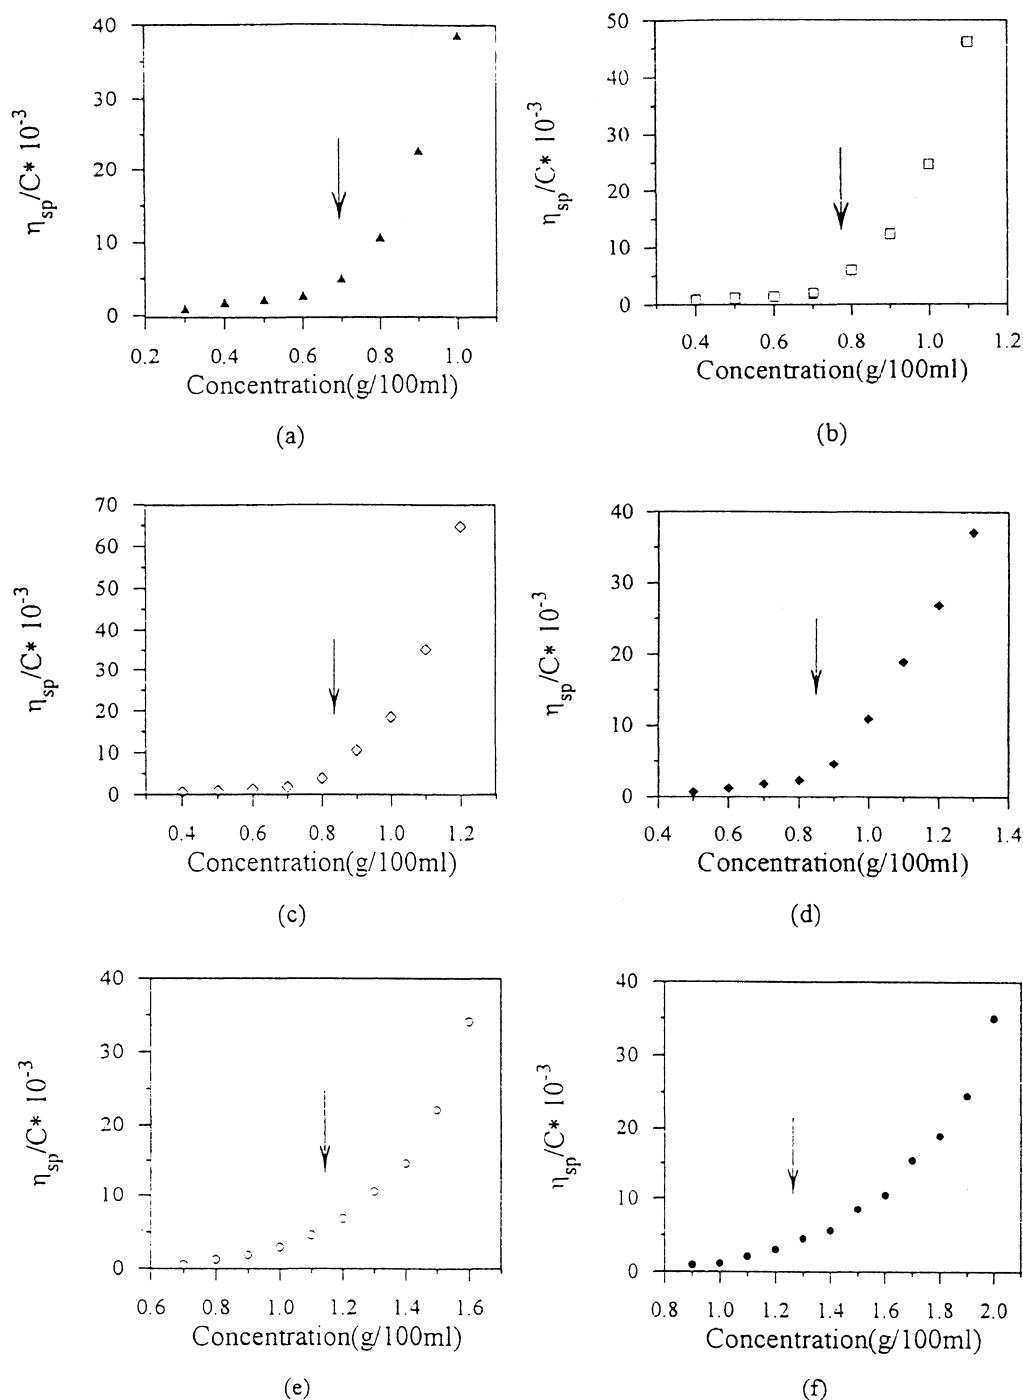 40
30
20
10
0
η_sp/C* 10^-3
0.2 0.4 0.6 0.8 1.0
Concentration(g/100ml)
(a)
50
40
30
20
10
0
η_sp/C* 10^-3
0.4 0.6 0.8 1.0 1.2
Concentration(g/100ml)
(b)
70
60
50
40
30
20
10
0
η_sp/C* 10^-3
0.4 0.6 0.8 1.0 1.2
Concentration(g/100ml)
(c)
40
30
20
10
0
η_sp/C* 10^-3
0.4 0.6 0.8 1.0 1.2 1.4
Concentration(g/100ml)
(d)
40
30
20
10
0
η_sp/C* 10^-3
0.6 0.8 1.0 1.2 1.4 1.6
Concentration(g/100ml)
(e)
40
30
20
10
0
η_sp/C* 10^-3
0.8 1.0 1.2 1.4 1.6 1.8 2.0
Concentration(g/100ml)
(f)